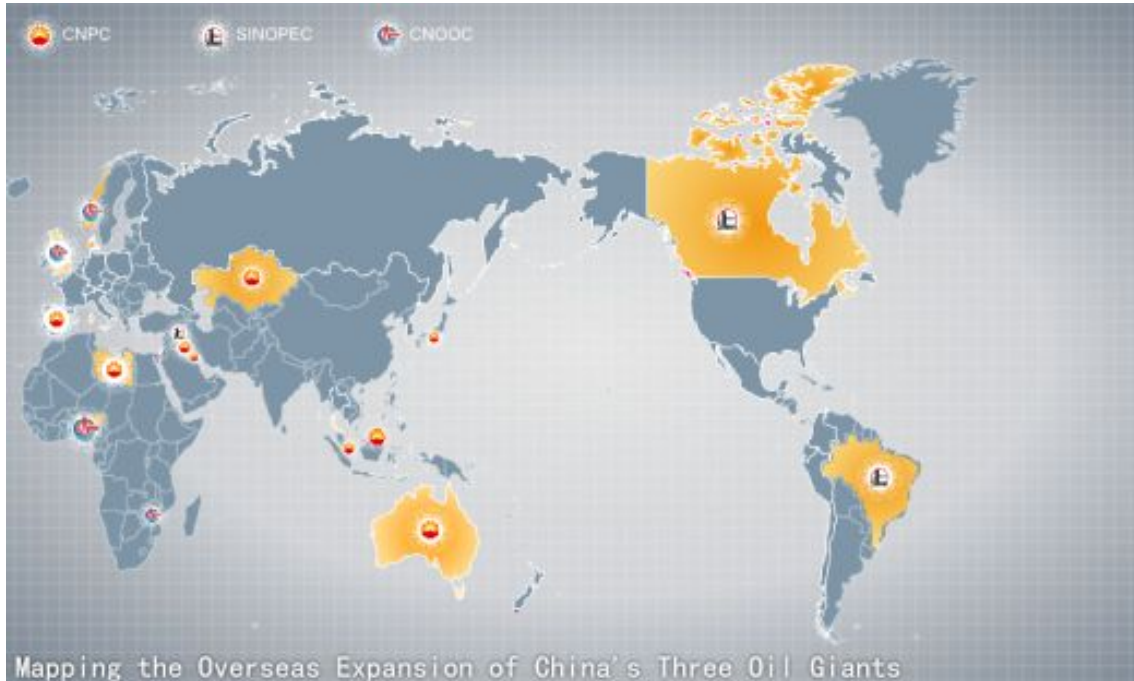 CNPC SINOPEC CNOOC
Mapping the Overseas Expansion of China's Three Oil Giants